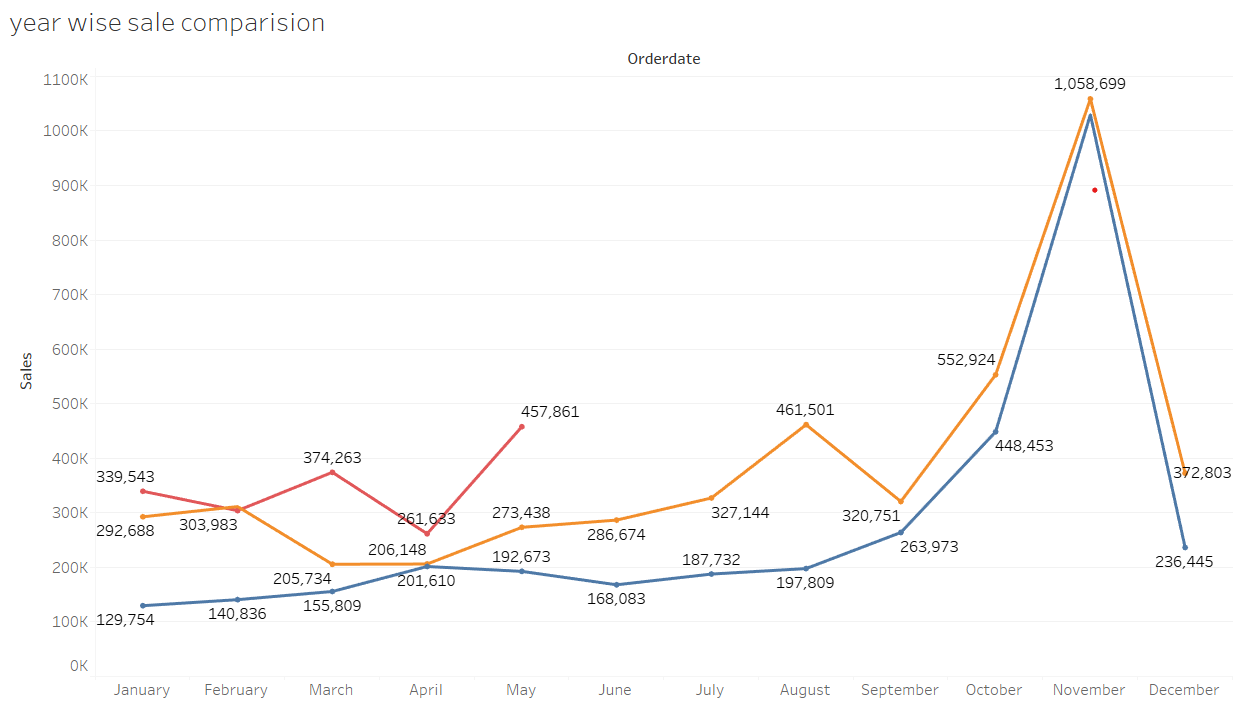 year wise sale comparision
Orderdate
1100K
1000K
900K
800K
700K
600K
500K
400K
300K
200K
100K
0K
Sales
1,058,699
552,924
448,453
461,501
457,861
374,263
339,543
372,803
292,688
303,983
261,633
273,438
286,674
327,144
320,751
263,973
206,148
205,734
192,673
187,732
197,809
201,610
168,083
155,809
140,836
129,754
236,445
January February March April May June July August September October November December